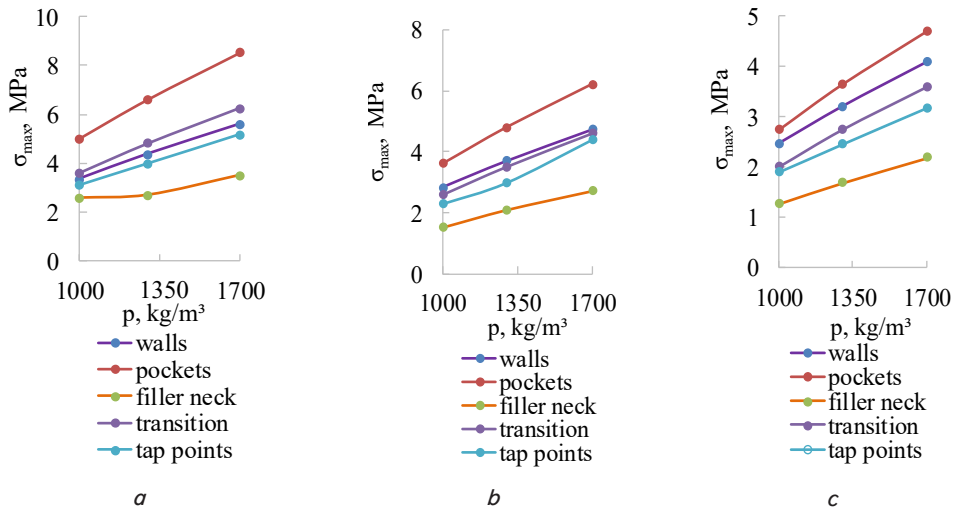 10
8
6
4
2
0
σmax, MPa
1000 1350 1700
p, kg/m³
walls
pockets
filler neck
transition
tap points
a
8
6
4
2
0
σmax, MPa
1000 1350 1700
p, kg/m³
walls
pockets
filler neck
transition
tap points
b
5
4
3
2
1
0
σmax, MPa
1000 1350 1700
p, kg/m³
walls
pockets
filler neck
transition
tap points
c